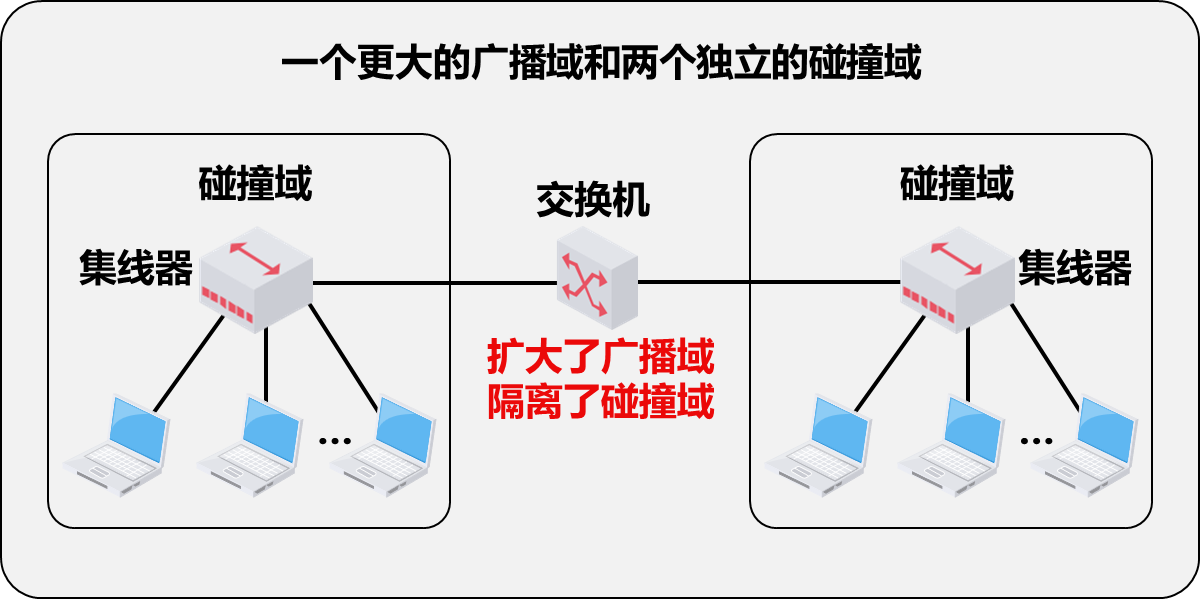 一个更大的广播域和两个独立的碰撞域
碰撞域
交换机
碰撞域
集线器
集线器
扩大了广播域
隔离了碰撞域
...
...